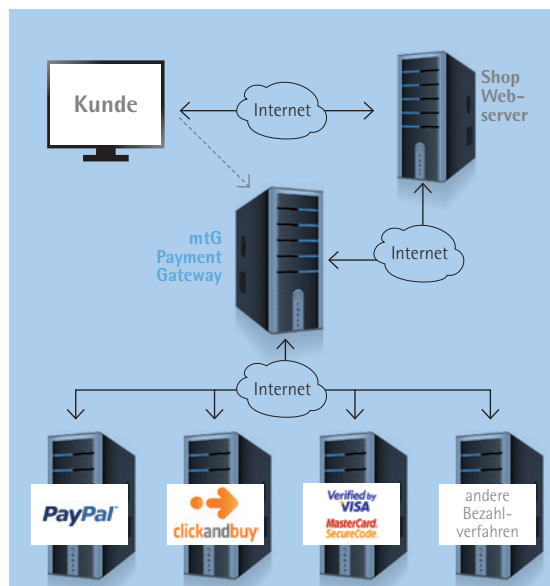 Kunde
Internet
Shop
Web-
server
mtG
Payment
Gateway
Internet
Internet
PayPal
clickandbuy
Verified by
VISA
MasterCard.
SecureCode.
andere
Bezahl-
verfahren